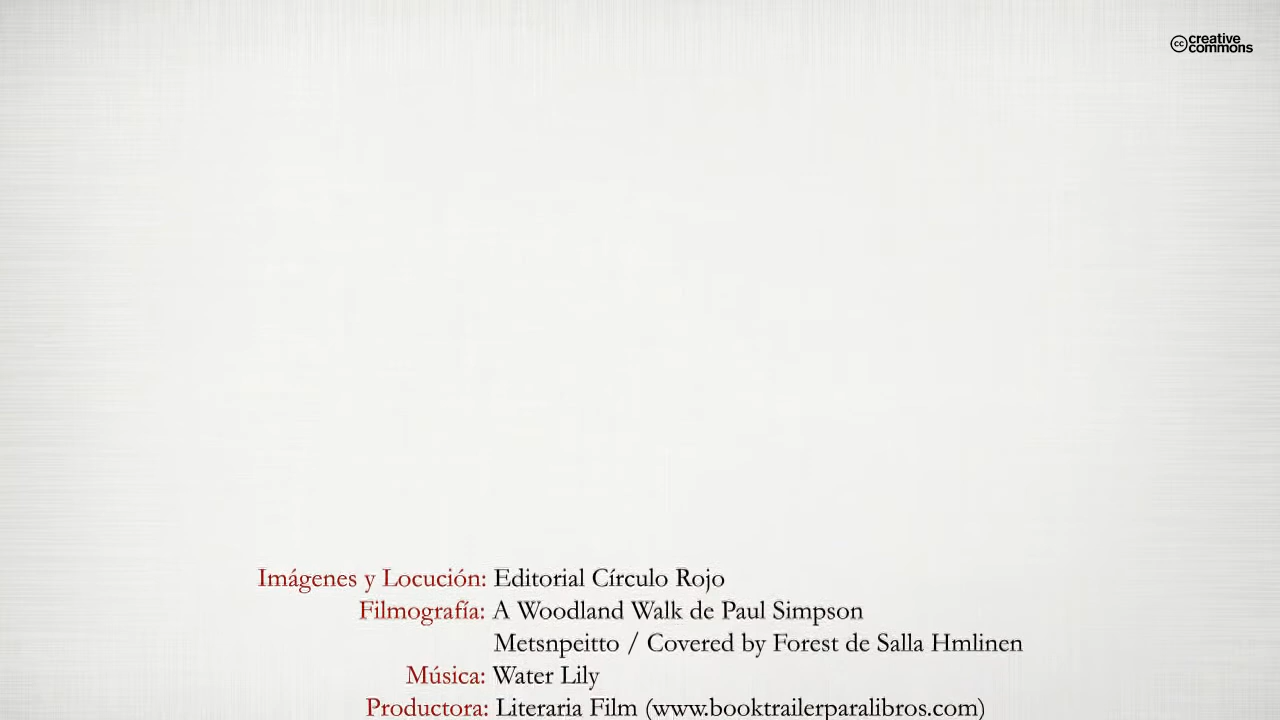 cc creative
commons
Imágenes y Locución: Editorial Círculo Rojo
Filmografía: A Woodland Walk de Paul Simpson
Metsnpeitto / Covered by Forest de Salla Hmlinen
Música: Water Lily
Productora: Literaria Film (www.booktrailerparalibros.com)